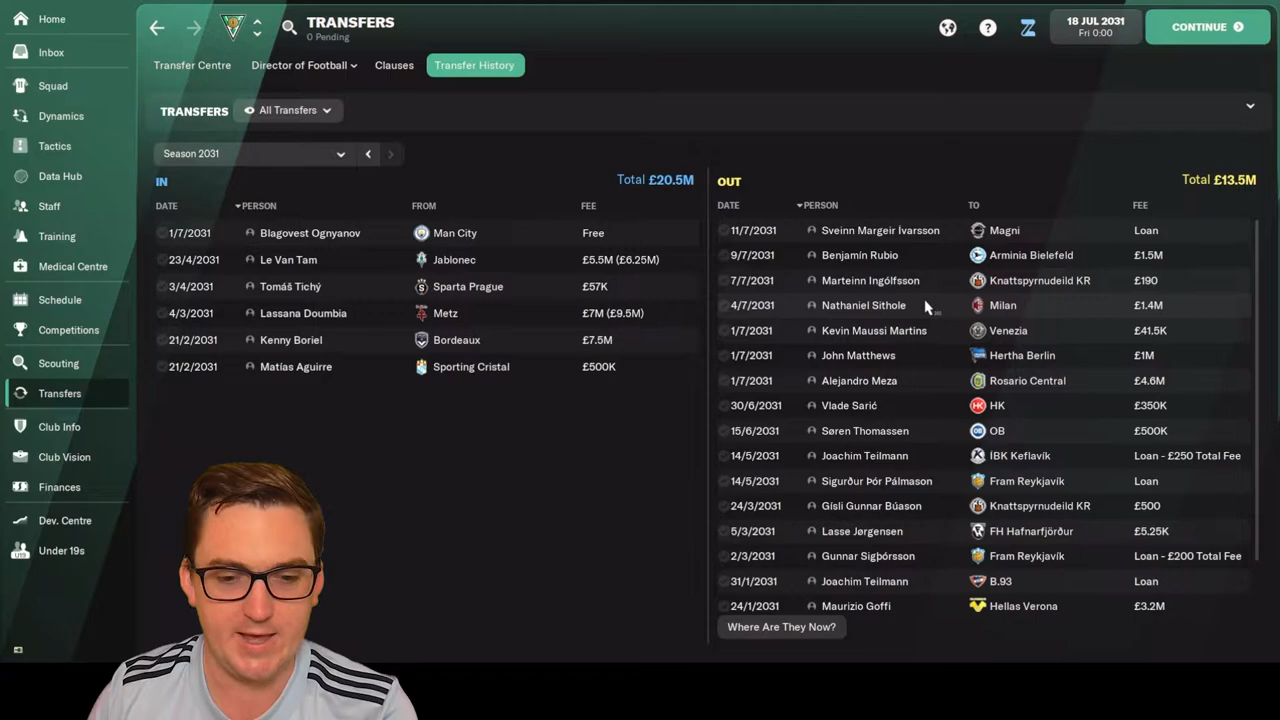 Home
Inbox
Squad
Dynamics
Tactics
Data Hub
Staff
Training
Medical Centre
Schedule
Competitions
Scouting
Transfers
Club Info
Club Vision
Finances
Dev. Centre
U19 Under 19s
TRANSFERS
0 Pending
18 JUL 2031
Fri 0:00
CONTINUE
Transfer Centre Director of Football Clauses Transfer History
TRANSFERS All Transfers
Season 2031
IN Total £20.5M
DATE PERSON FROM FEE
1/7/2031 Blagovest Ognyanov Man City Free
23/4/2031 Le Van Tam Jablonec £5.5M (£6.25M)
3/4/2031 Tomáš Tichý Sparta Prague £57K
4/3/2031 Lassana Doumbia Metz £7M (£9.5M)
21/2/2031 Kenny Boriel Bordeaux £7.5M
21/2/2031 Matías Aguirre Sporting Cristal £500K
OUT Total £13.5M
DATE PERSON TO FEE
11/7/2031 Sveinn Margeir Ívarsson Magni Loan
9/7/2031 Benjamín Rubio Arminia Bielefeld £1.5M
7/7/2031 Marteinn Ingólfsson Knattspyrnudeild KR £190
4/7/2031 Nathaniel Sithole Milan £1.4M
1/7/2031 Kevin Maussi Martins Venezia £41.5K
1/7/2031 John Matthews Hertha Berlin £1M
1/7/2031 Alejandro Meza Rosario Central £4.6M
30/6/2031 Vlade Sarić HK £350K
15/6/2031 Søren Thomassen OB £500K
14/5/2031 Joachim Teilmann ÍBK Keflavík Loan - £250 Total Fee
14/5/2031 Sigurður Þór Pálmason Fram Reykjavík Loan
24/3/2031 Gísli Gunnar Búason Knattspyrnudeild KR £500
5/3/2031 Lasse Jørgensen FH Hafnarfjörður £5.25K
2/3/2031 Gunnar Sigþórsson Fram Reykjavík Loan - £200 Total Fee
31/1/2031 Joachim Teilmann B.93 Loan
24/1/2031 Maurizio Goffi Hellas Verona £3.2M
Where Are They Now?